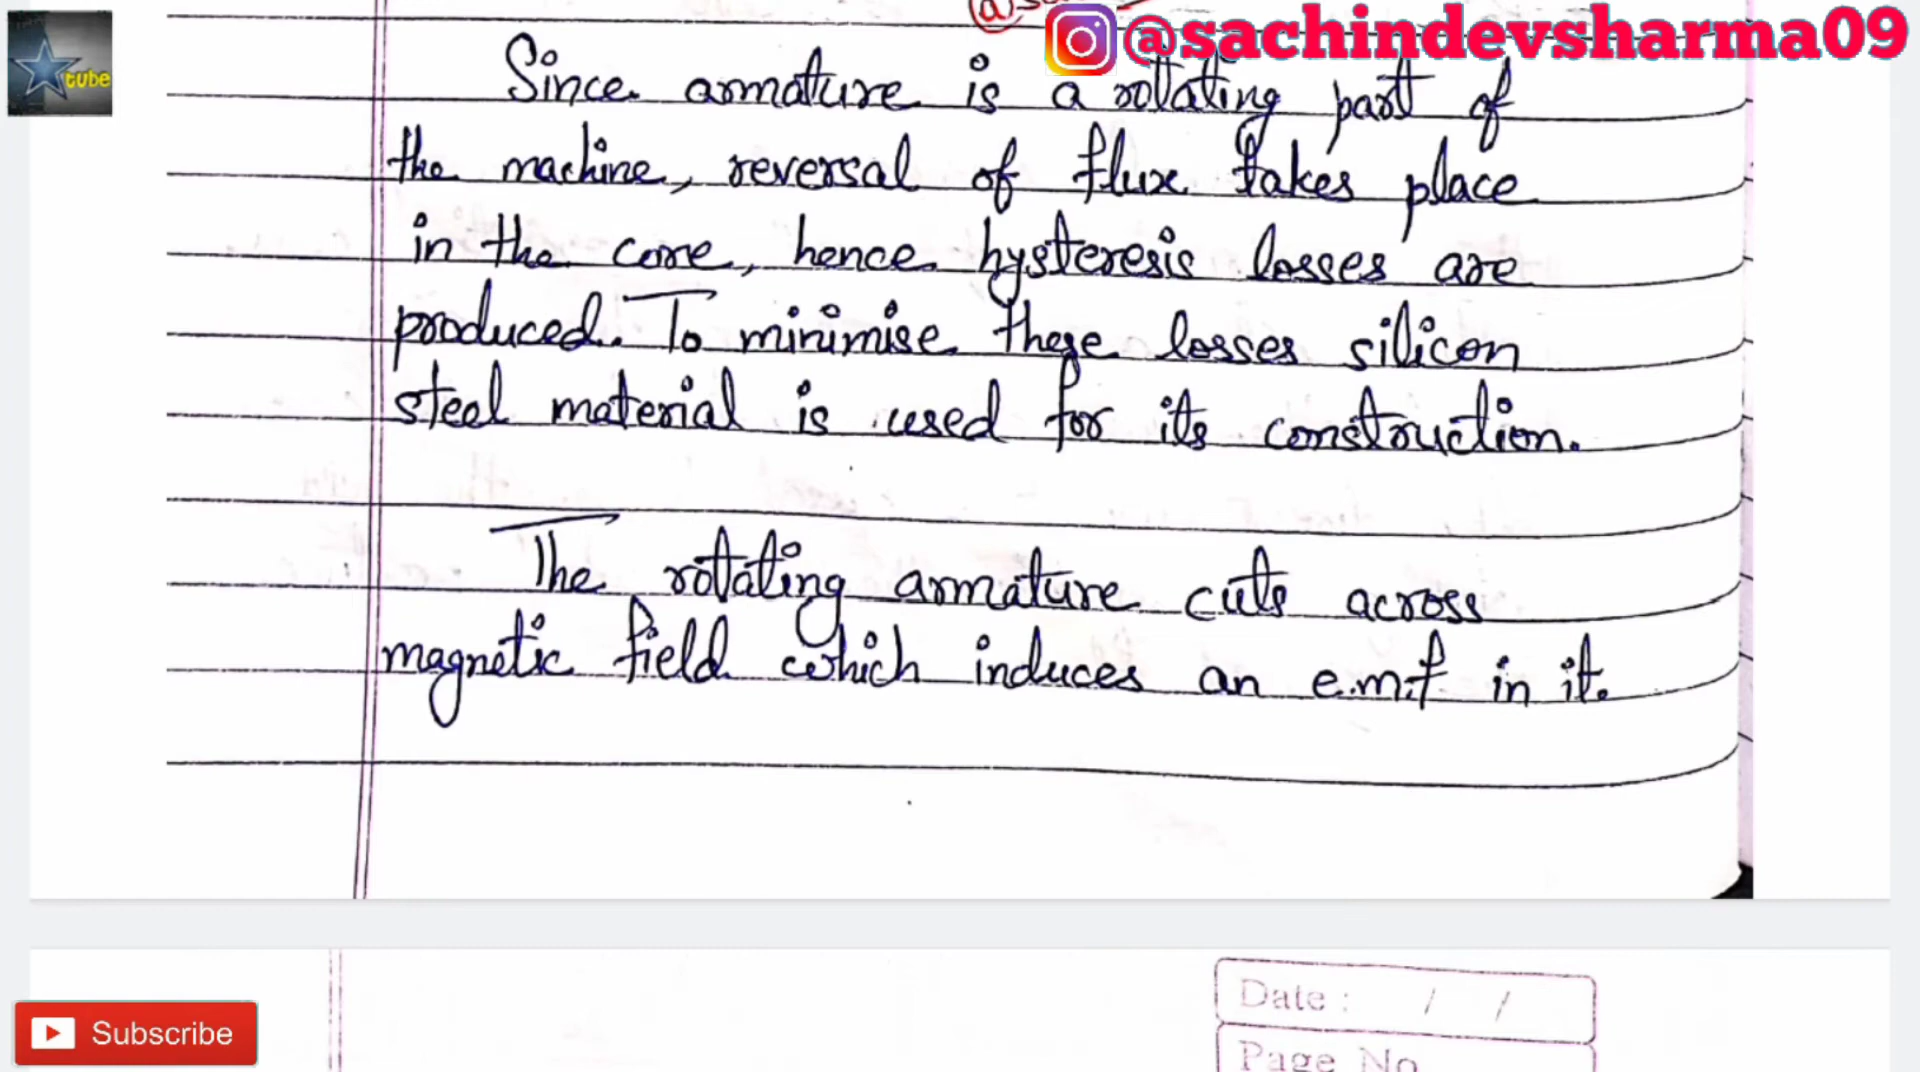 @sachindevsharma09
tube
Since armature is a rotating part of
the machine, reversal of flux takes place
in the core, hence hysteresis losses are
produced. To minimise these losses silicon
steel material is used for its construction.
The rotating armature cuts across
magnetic field which induces an e.m.f in it.
Date : / /
Page No
Subscribe